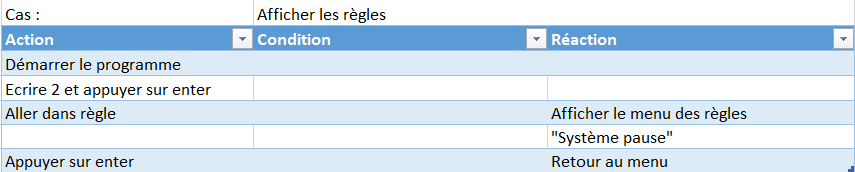 Cas : Afficher les règles
Action Condition Réaction
Démarrer le programme
Ecrire 2 et appuyer sur enter
Aller dans règle Afficher le menu des règles
"Système pause"
Appuyer sur enter Retour au menu